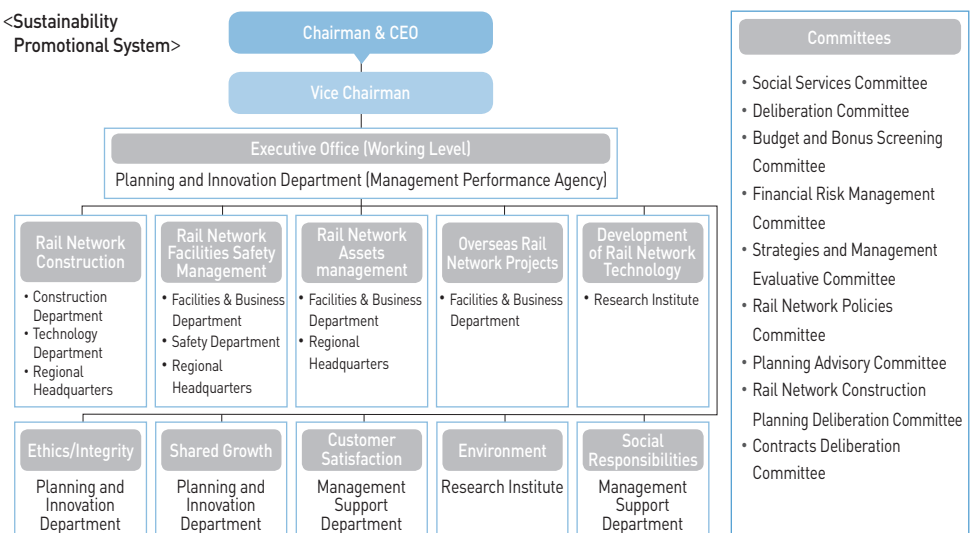 <Sustainability
Promotional System>
Chairman & CEO
Vice Chairman
Executive Office (Working Level)
Planning and Innovation Department (Management Performance Agency)
Rail Network
Construction
• Construction
Department
• Technology
Department
• Regional
Headquarters
Rail Network
Facilities Safety
Management
• Facilities & Business
Department
• Safety Department
• Regional
Headquarters
Rail Network
Assets
management
• Facilities & Business
Department
• Regional
Headquarters
Overseas Rail
Network Projects
• Facilities & Business
Department
Development
of Rail Network
Technology
• Research Institute
Ethics/Integrity
Planning and
Innovation
Department
Shared Growth
Planning and
Innovation
Department
Customer
Satisfaction
Management
Support
Department
Environment
Research Institute
Social
Responsibilities
Management
Support
Department
Committees
• Social Services Committee
• Deliberation Committee
• Budget and Bonus Screening
Committee
• Financial Risk Management
Committee
• Strategies and Management
Evaluative Committee
• Rail Network Policies
Committee
• Planning Advisory Committee
• Rail Network Construction
Planning Deliberation Committee
• Contracts Deliberation
Committee